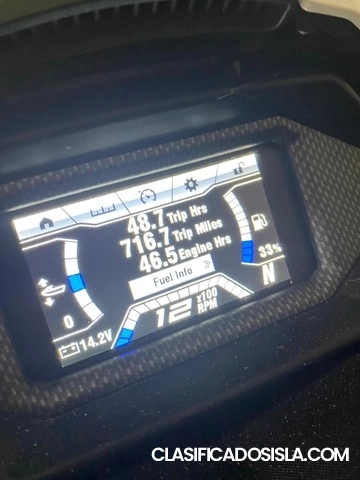 48.7 Trip Hrs
716.7 Trip Miles
46.5 Engine Hrs
Fuel Info »
33%
0
12 x100 RPM
N
14.2V
CLASIFICADOSISLA.COM